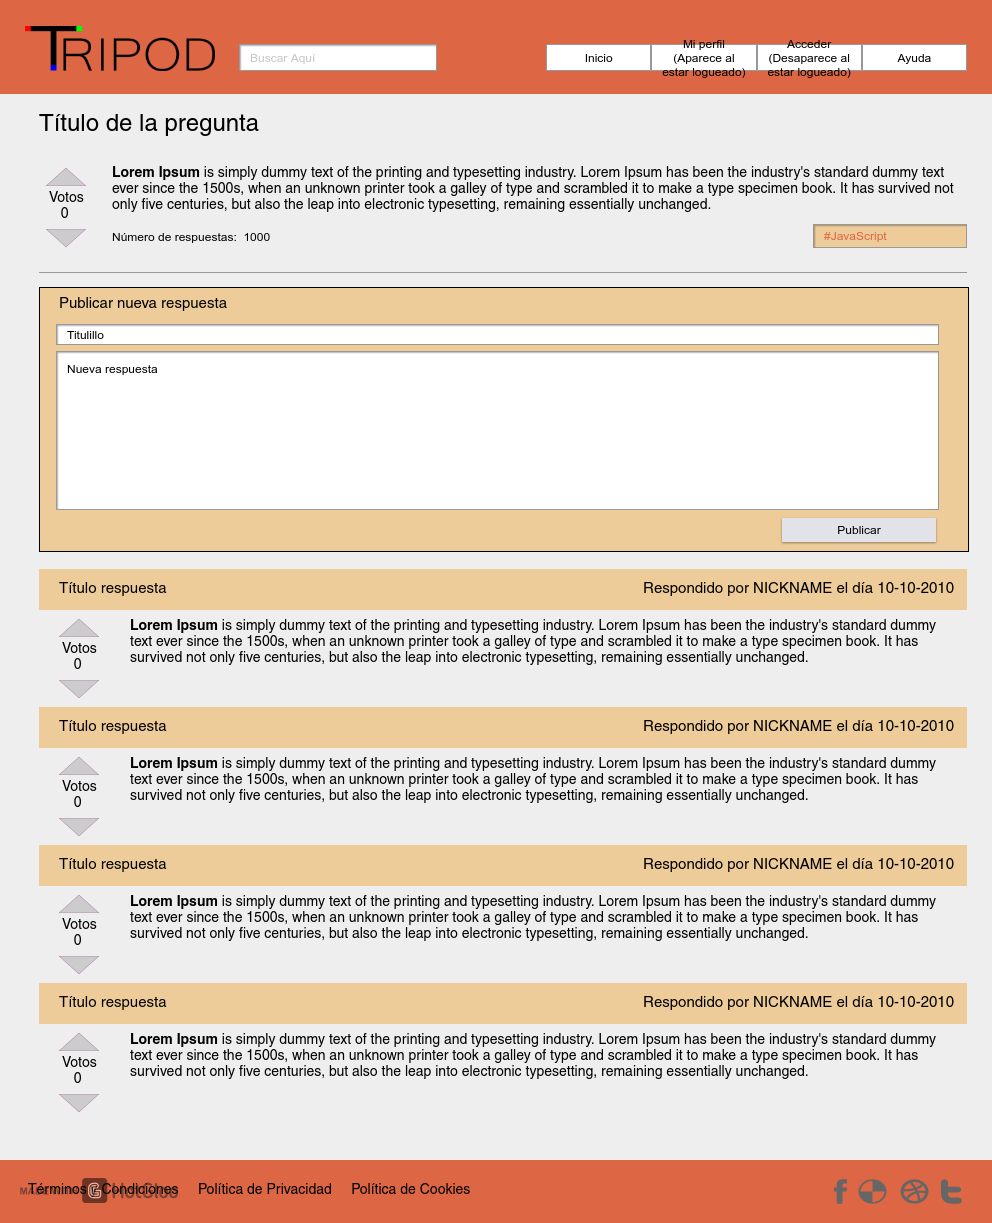 TRIPOD
Buscar Aquí
Inicio
Mi perfil
(Aparece al
estar logueado)
Acceder
(Desaparece al
estar logueado)
Ayuda
Título de la pregunta
Votos
0
Lorem Ipsum is simply dummy text of the printing and typesetting industry. Lorem Ipsum has been the industry's standard dummy text
ever since the 1500s, when an unknown printer took a galley of type and scrambled it to make a type specimen book. It has survived not
only five centuries, but also the leap into electronic typesetting, remaining essentially unchanged.
Número de respuestas: 1000
#JavaScript
Publicar nueva respuesta
Titulillo
Nueva respuesta
Publicar
Título respuesta Respondido por NICKNAME el día 10-10-2010
Votos
0
Lorem Ipsum is simply dummy text of the printing and typesetting industry. Lorem Ipsum has been the industry's standard dummy
text ever since the 1500s, when an unknown printer took a galley of type and scrambled it to make a type specimen book. It has
survived not only five centuries, but also the leap into electronic typesetting, remaining essentially unchanged.
Título respuesta Respondido por NICKNAME el día 10-10-2010
Votos
0
Lorem Ipsum is simply dummy text of the printing and typesetting industry. Lorem Ipsum has been the industry's standard dummy
text ever since the 1500s, when an unknown printer took a galley of type and scrambled it to make a type specimen book. It has
survived not only five centuries, but also the leap into electronic typesetting, remaining essentially unchanged.
Título respuesta Respondido por NICKNAME el día 10-10-2010
Votos
0
Lorem Ipsum is simply dummy text of the printing and typesetting industry. Lorem Ipsum has been the industry's standard dummy
text ever since the 1500s, when an unknown printer took a galley of type and scrambled it to make a type specimen book. It has
survived not only five centuries, but also the leap into electronic typesetting, remaining essentially unchanged.
Título respuesta Respondido por NICKNAME el día 10-10-2010
Votos
0
Lorem Ipsum is simply dummy text of the printing and typesetting industry. Lorem Ipsum has been the industry's standard dummy
text ever since the 1500s, when an unknown printer took a galley of type and scrambled it to make a type specimen book. It has
survived not only five centuries, but also the leap into electronic typesetting, remaining essentially unchanged.
Términos Condiciones Política de Privacidad Política de Cookies